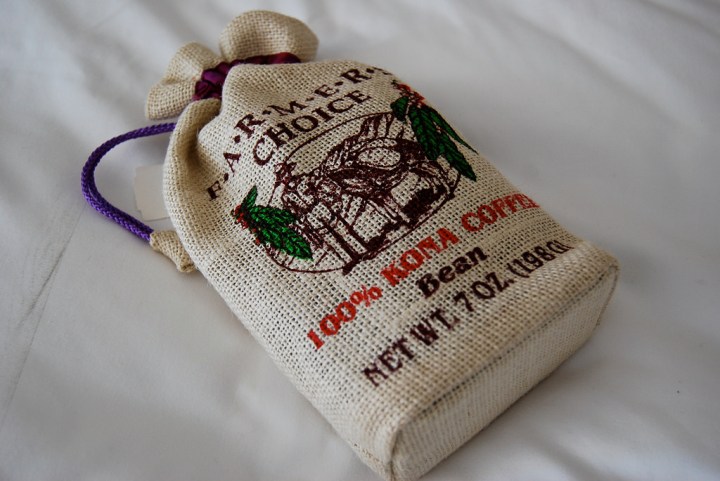 F·A·R·M·E·R·
CHOICE
100% KONA COFFEE
Bean
NET WT. 7 OZ. (198G)